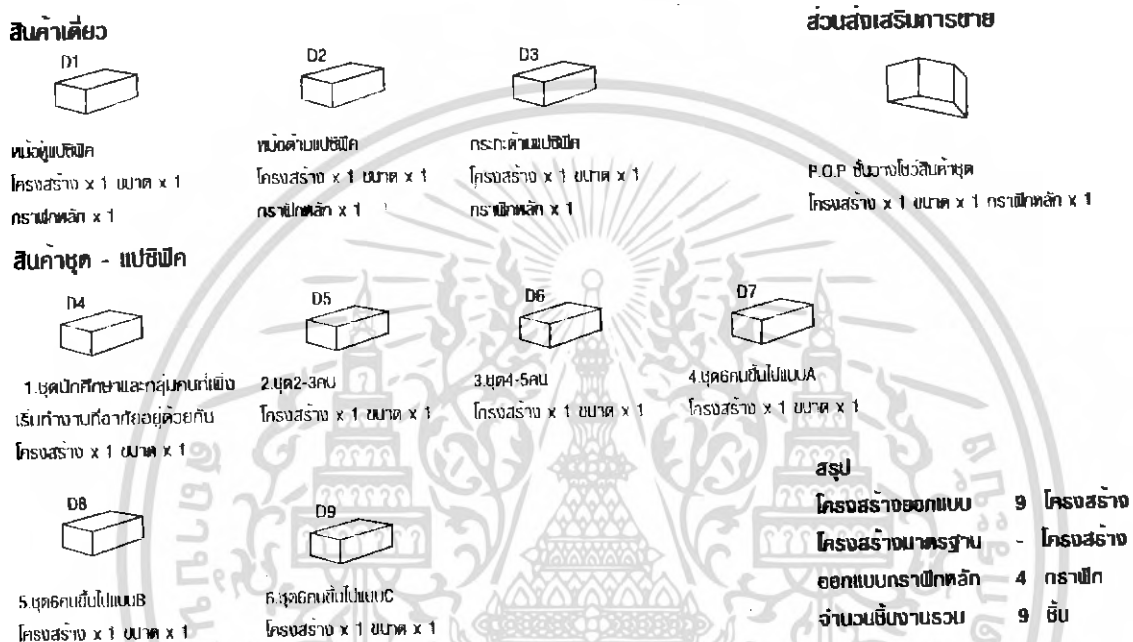 สินค้าเดี่ยว
D1
หม้อคู่แปซิฟิค
โครงสร้าง x 1 ขนาด x 1
กราฟิกหลัก x 1
D2
หม้อด้ามแปซิฟิค
โครงสร้าง x 1 ขนาด x 1
กราฟิกหลัก x 1
D3
กระทะด้ามแปซิฟิค
โครงสร้าง x 1 ขนาด x 1
กราฟิกหลัก x 1
ส่วนส่งเสริมการขาย
P.O.P ชั้นวางโชว์สินค้าชุด
โครงสร้าง x 1 ขนาด x 1 กราฟิกหลัก x 1
สินค้าชุด - แปซิฟิค
D4
1.ชุดนักศึกษาและกลุ่มคนที่เพิ่ง
เริ่มทำงานที่อาศัยอยู่ด้วยกัน
โครงสร้าง x 1 ขนาด x 1
D5
2.ชุด2-3คน
โครงสร้าง x 1 ขนาด x 1
D6
3.ชุด4-5คน
โครงสร้าง x 1 ขนาด x 1
D7
4.ชุด6คนขึ้นไปแบบA
โครงสร้าง x 1 ขนาด x 1
D8
5.ชุด6คนขึ้นไปแบบB
โครงสร้าง x 1 ขนาด x 1
D9
6.ชุด6คนขึ้นไปแบบC
โครงสร้าง x 1 ขนาด x 1
สรุป
โครงสร้างออกแบบ 9 โครงสร้าง
โครงสร้างมาตรฐาน - โครงสร้าง
ออกแบบกราฟิกหลัก 4 กราฟิก
จำนวนชิ้นงานรวม 9 ชิ้น